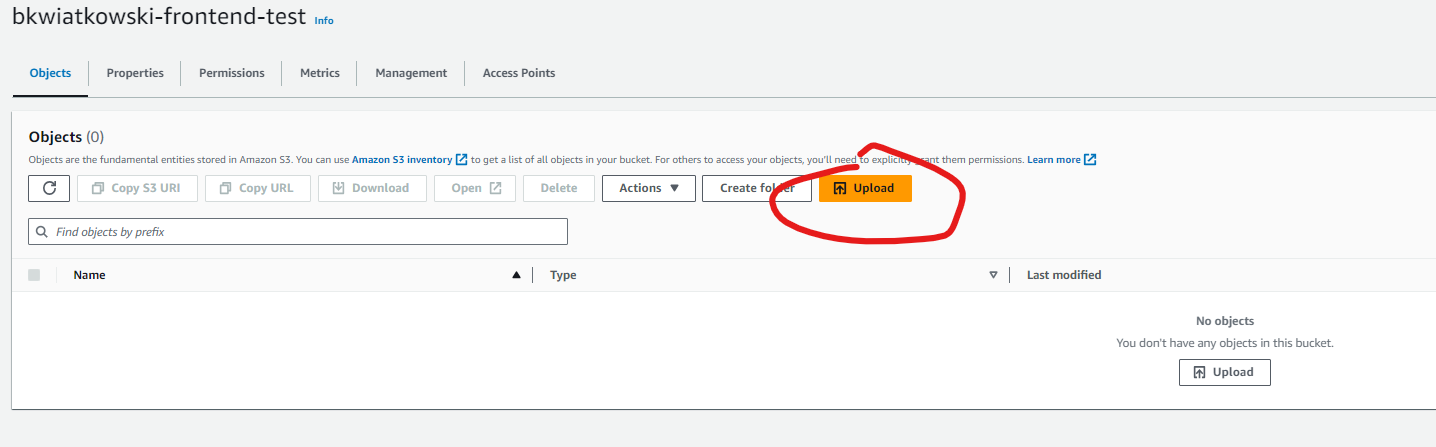 bkwiatkowski-frontend-test Info
Objects Properties Permissions Metrics Management Access Points
Objects (0)
Objects are the fundamental entities stored in Amazon S3. You can use Amazon S3 inventory to get a list of all objects in your bucket. For others to access your objects, you'll need to explicitly grant them permissions. Learn more
Copy S3 URI Copy URL Download Open Delete Actions Create folder Upload
Find objects by prefix
Name Type Last modified
No objects
You don't have any objects in this bucket.
Upload